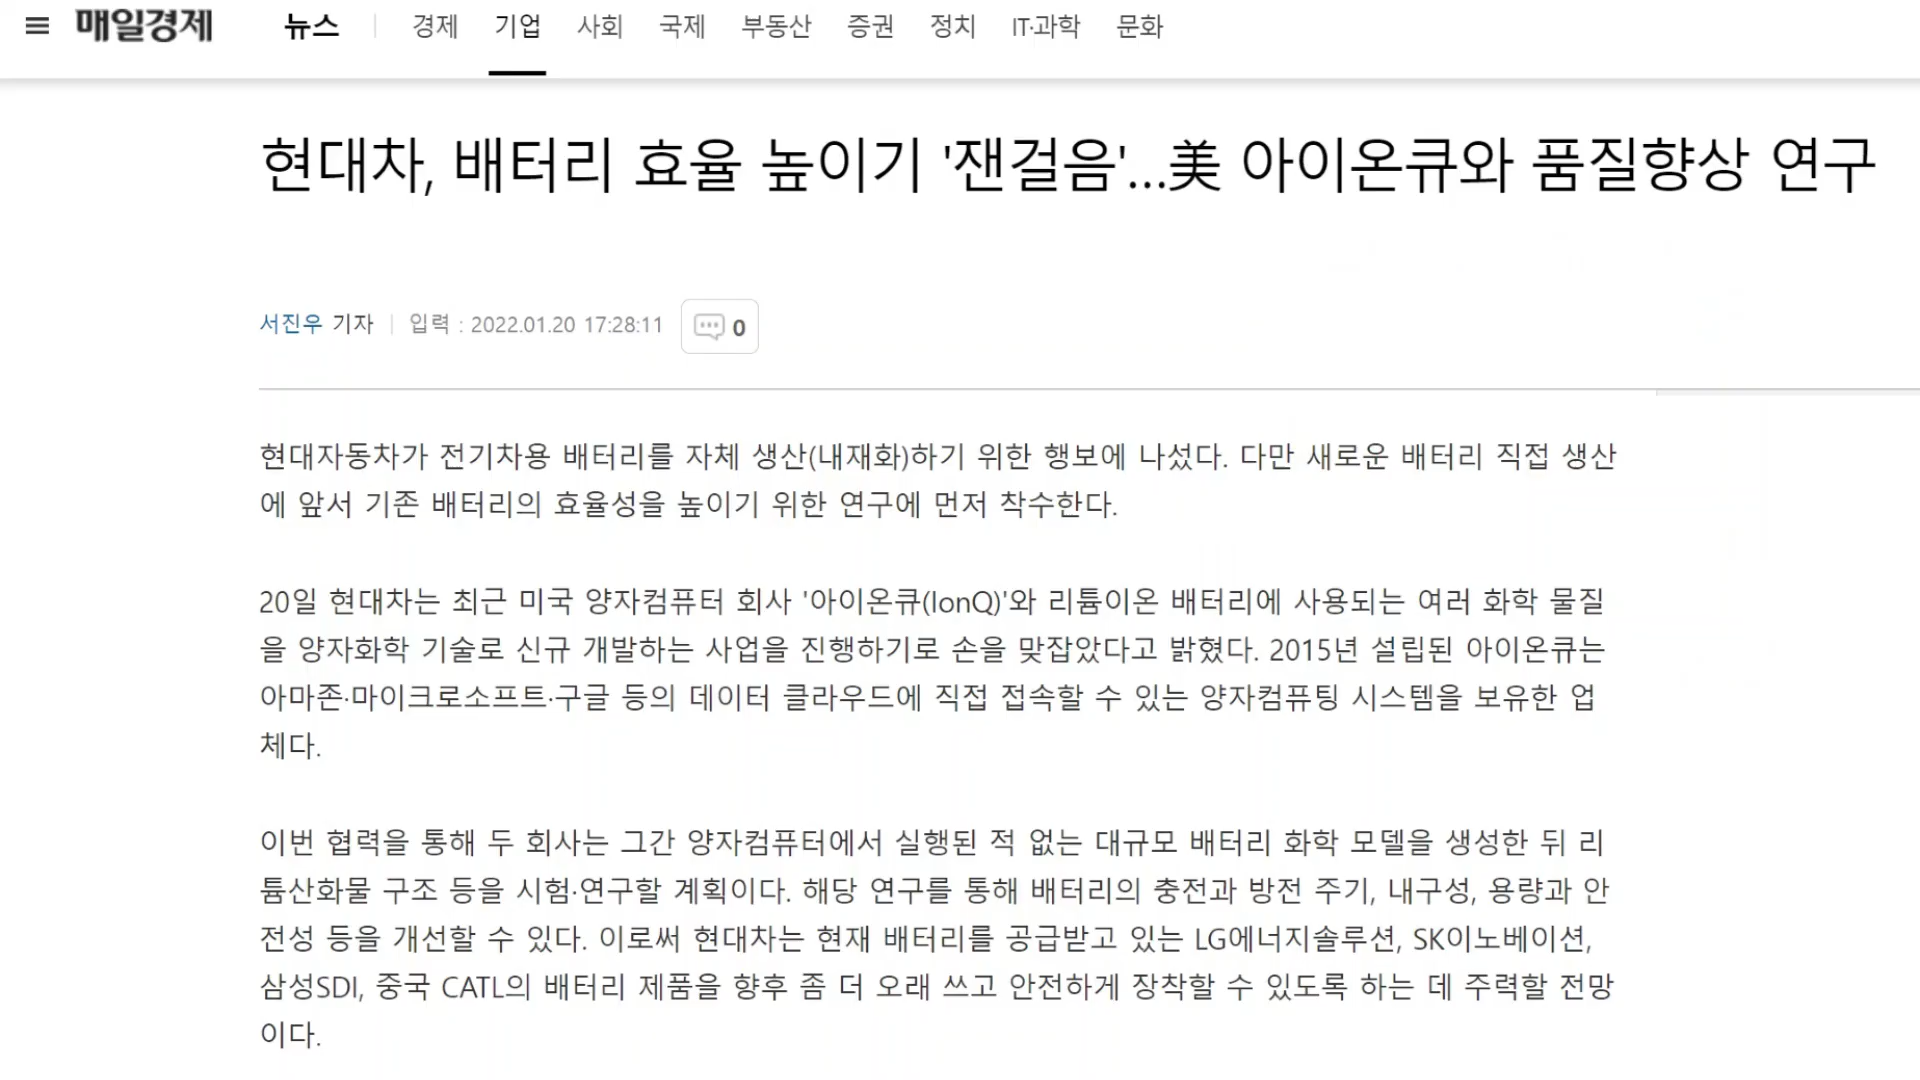 매일경제 뉴스 경제 기업 사회 국제 부동산 증권 정치 IT·과학 문화
현대차, 배터리 효율 높이기 '잰걸음'...美 아이온큐와 품질향상 연구
서진우 기자 입력 : 2022.01.20 17:28:11 0
현대자동차가 전기차용 배터리를 자체 생산(내재화)하기 위한 행보에 나섰다. 다만 새로운 배터리 직접 생산
에 앞서 기존 배터리의 효율성을 높이기 위한 연구에 먼저 착수한다.
20일 현대차는 최근 미국 양자컴퓨터 회사 '아이온큐(IonQ)'와 리튬이온 배터리에 사용되는 여러 화학 물질
을 양자화학 기술로 신규 개발하는 사업을 진행하기로 손을 맞잡았다고 밝혔다. 2015년 설립된 아이온큐는
아마존·마이크로소프트·구글 등의 데이터 클라우드에 직접 접속할 수 있는 양자컴퓨팅 시스템을 보유한 업
체다.
이번 협력을 통해 두 회사는 그간 양자컴퓨터에서 실행된 적 없는 대규모 배터리 화학 모델을 생성한 뒤 리
튬산화물 구조 등을 시험·연구할 계획이다. 해당 연구를 통해 배터리의 충전과 방전 주기, 내구성, 용량과 안
전성 등을 개선할 수 있다. 이로써 현대차는 현재 배터리를 공급받고 있는 LG에너지솔루션, SK이노베이션,
삼성SDI, 중국 CATL의 배터리 제품을 향후 좀 더 오래 쓰고 안전하게 장착할 수 있도록 하는 데 주력할 전망
이다.